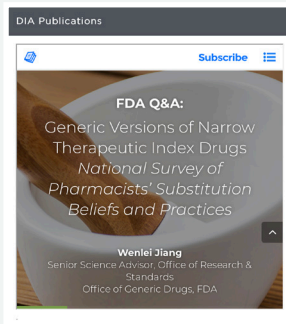 DIA Publications
Subscribe
FDA Q&A:
Generic Versions of Narrow
Therapeutic Index Drugs
National Survey of
Pharmacists' Substitution
Beliefs and Practices
Wenlei Jiang
Senior Science Advisor, Office of Research &
Standards
Office of Generic Drugs, FDA